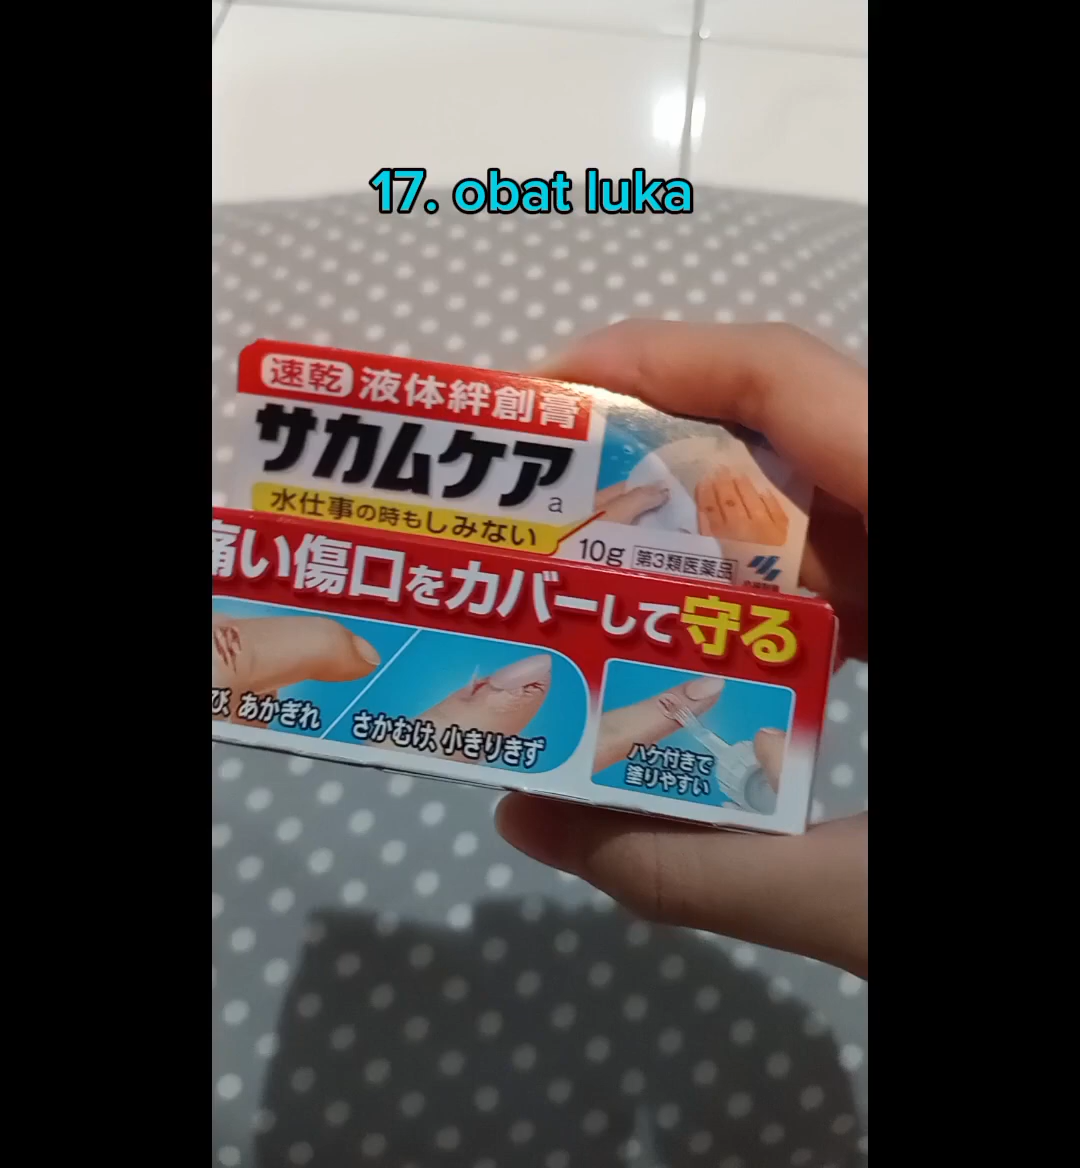 17. obat luka
速乾 液体絆創膏
サカムケア
a
水仕事の時もしみない
10g 第3類医薬品
痛い傷口をカバーして守る
び、あかぎれ
さかむけ、小きりきず
ハケ付きで
塗りやすい